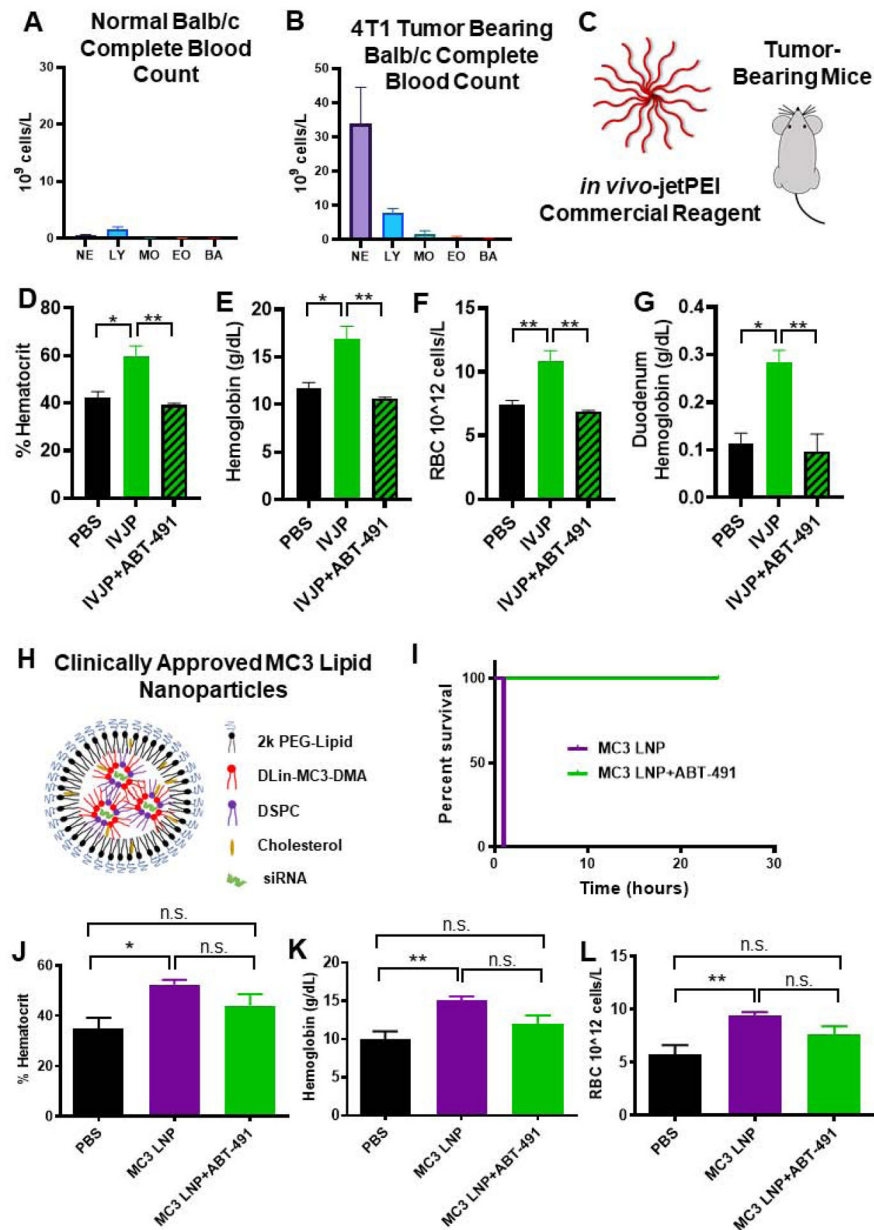 A
Normal Balb/c
Complete Blood
Count
10⁹ cells/L
30
20
10
0
NE LY MO EO BA
B
4T1 Tumor Bearing
Balb/c Complete
Blood Count
10⁹ cells/L
50
40
30
20
10
0
NE LY MO EO BA
C
Tumor-
Bearing Mice
in vivo-jetPEI
Commercial Reagent
D
% Hematocrit
80
60
40
20
0
* **
PBS
IVJP
IVJP+ABT-491
E
Hemoglobin (g/dL)
20
15
10
5
0
* **
PBS
IVJP
IVJP+ABT-491
F
RBC 10^12 cells/L
15
10
5
0
** **
PBS
IVJP
IVJP+ABT-491
G
Duodenum
Hemoglobin (g/dL)
0.4
0.3
0.2
0.1
0.0
* **
PBS
IVJP
IVJP+ABT-491
H
Clinically Approved MC3 Lipid
Nanoparticles
2k PEG-Lipid
DLin-MC3-DMA
DSPC
Cholesterol
siRNA
I
Percent survival
100
50
0
0 10 20 30
Time (hours)
MC3 LNP
MC3 LNP+ABT-491
J
% Hematocrit
60
40
20
0
n.s.
* n.s.
PBS
MC3 LNP
MC3 LNP+ABT-491
K
Hemoglobin (g/dL)
20
15
10
5
0
n.s.
** n.s.
PBS
MC3 LNP
MC3 LNP+ABT-491
L
RBC 10^12 cells/L
15
10
5
0
n.s.
** n.s.
PBS
MC3 LNP
MC3 LNP+ABT-491